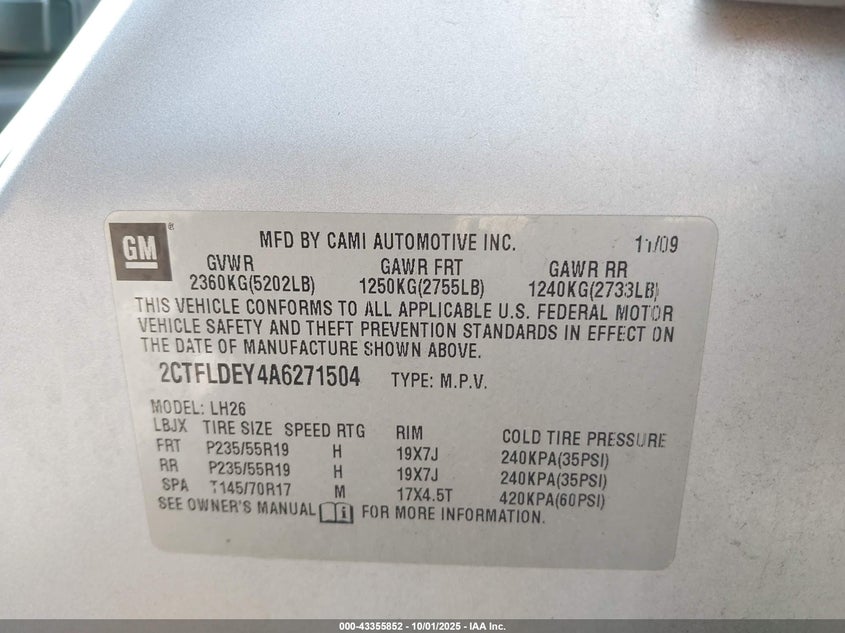 GM®
MFD BY CAMI AUTOMOTIVE INC. 11/09
GVWR GAWR FRT GAWR RR
2360KG(5202LB) 1250KG(2755LB) 1240KG(2733LB)
THIS VEHICLE CONFORMS TO ALL APPLICABLE U.S. FEDERAL MOTOR
VEHICLE SAFETY AND THEFT PREVENTION STANDARDS IN EFFECT ON
THE DATE OF MANUFACTURE SHOWN ABOVE.
2CTFLDEY4A6271504 TYPE: M.P.V.
MODEL: LH26
LBJX TIRE SIZE SPEED RTG RIM COLD TIRE PRESSURE
FRT P235/55R19 H 19X7J 240KPA(35PSI)
RR P235/55R19 H 19X7J 240KPA(35PSI)
SPA T145/70R17 M 17X4.5T 420KPA(60PSI)
SEE OWNER'S MANUAL i FOR MORE INFORMATION.
000-43355852 - 10/01/2025 - IAA Inc.